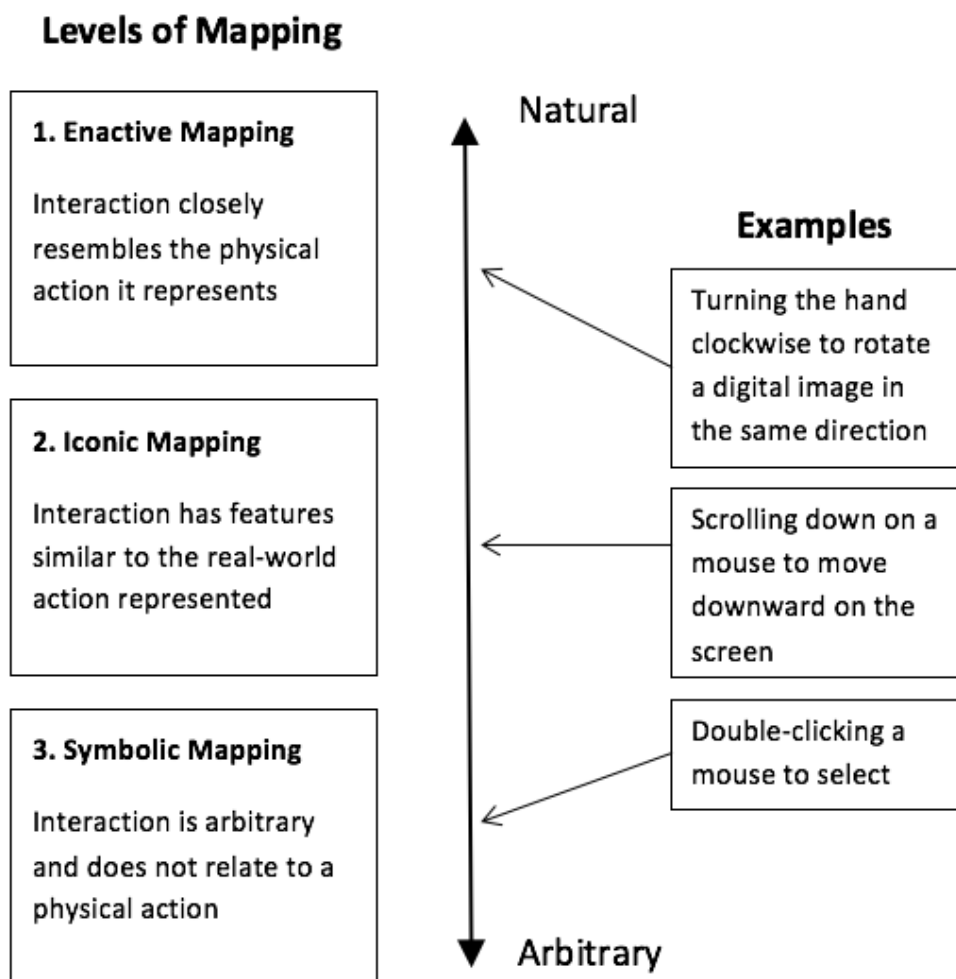 Levels of Mapping
1. Enactive Mapping
Interaction closely
resembles the physical
action it represents
2. Iconic Mapping
Interaction has features
similar to the real-world
action represented
3. Symbolic Mapping
Interaction is arbitrary
and does not relate to a
physical action
Natural
Arbitrary
Examples
Turning the hand
clockwise to rotate
a digital image in
the same direction
Scrolling down on a
mouse to move
downward on the
screen
Double-clicking a
mouse to select